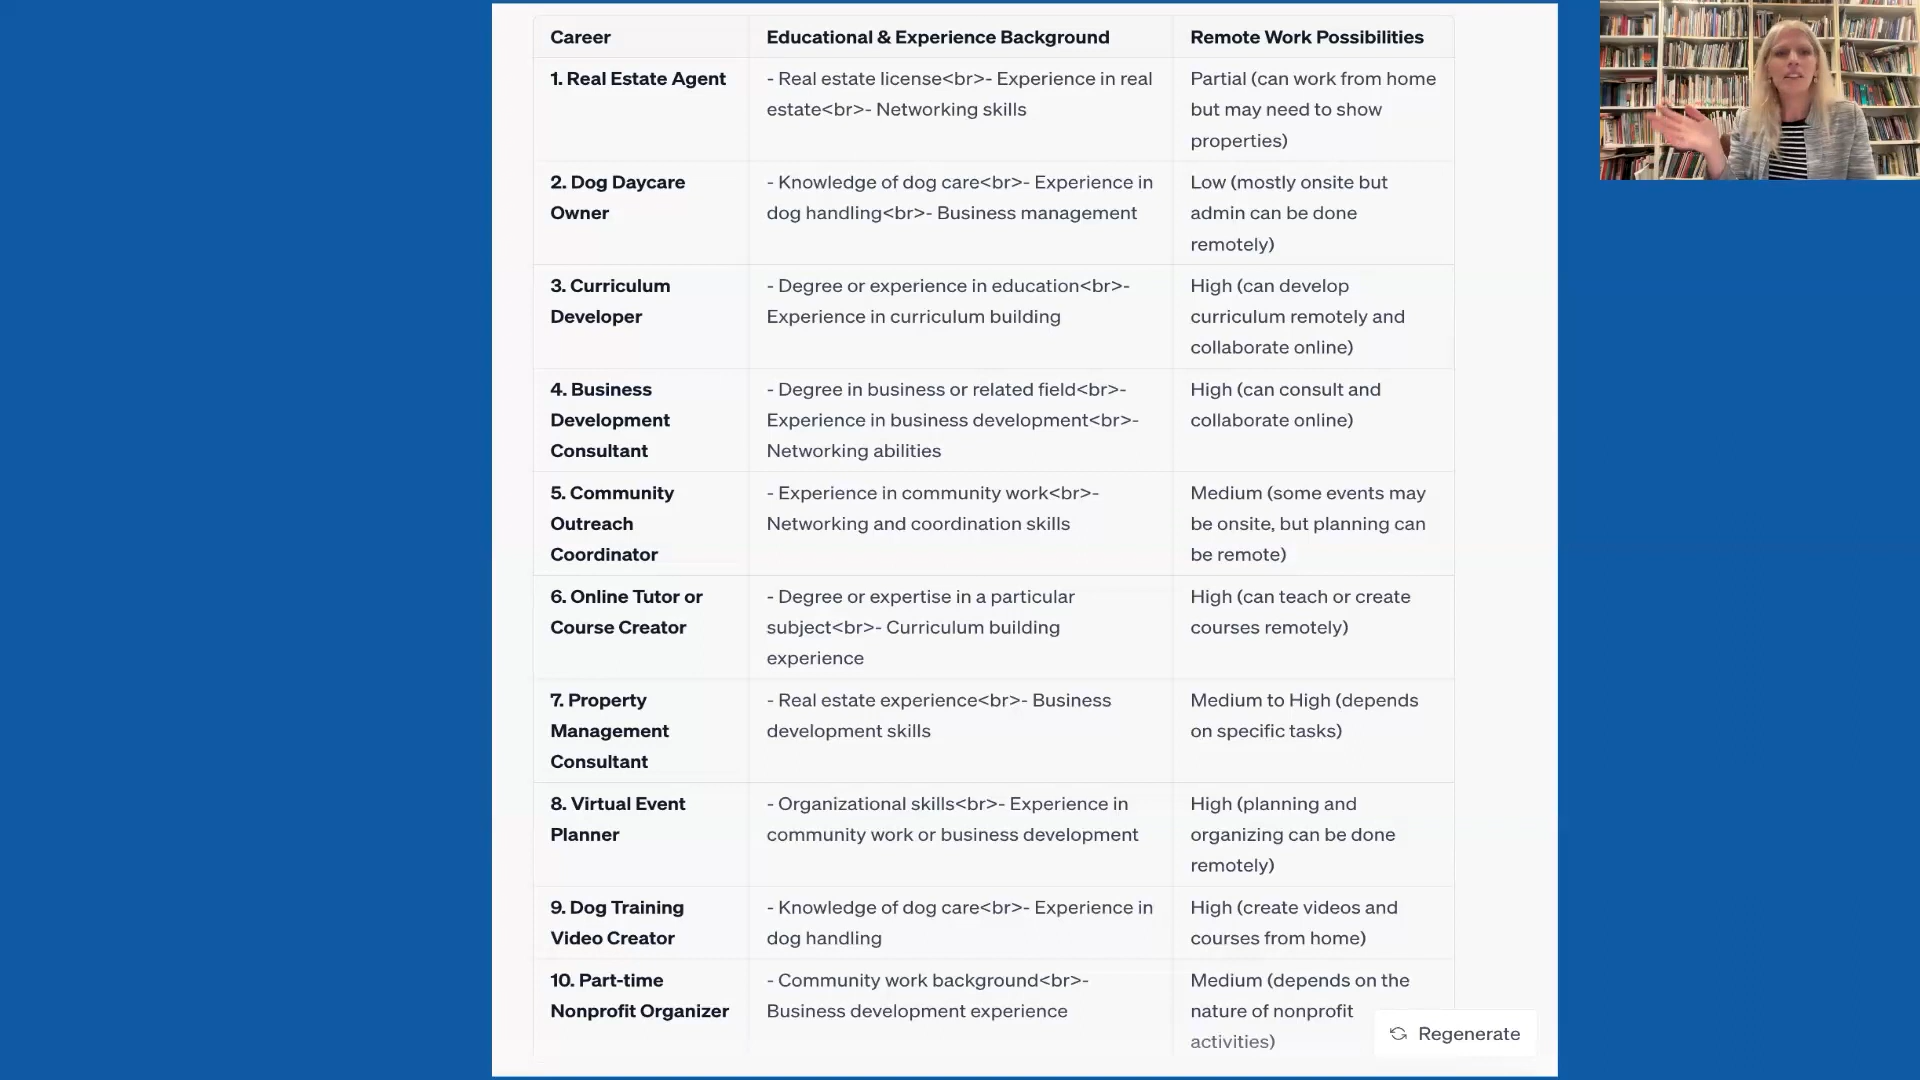 Career Educational & Experience Background Remote Work Possibilities
1. Real Estate Agent
- Real estate license<br>- Experience in real
estate<br>- Networking skills
Partial (can work from home
but may need to show
properties)
2. Dog Daycare
Owner
- Knowledge of dog care<br>- Experience in
dog handling<br>- Business management
Low (mostly onsite but
admin can be done
remotely)
3. Curriculum
Developer
- Degree or experience in education<br>-
Experience in curriculum building
High (can develop
curriculum remotely and
collaborate online)
4. Business
Development
Consultant
- Degree in business or related field<br>-
Experience in business development<br>-
Networking abilities
High (can consult and
collaborate online)
5. Community
Outreach
Coordinator
- Experience in community work<br>-
Networking and coordination skills
Medium (some events may
be onsite, but planning can
be remote)
6. Online Tutor or
Course Creator
- Degree or expertise in a particular
subject<br>- Curriculum building
experience
High (can teach or create
courses remotely)
7. Property
Management
Consultant
- Real estate experience<br>- Business
development skills
Medium to High (depends
on specific tasks)
8. Virtual Event
Planner
- Organizational skills<br>- Experience in
community work or business development
High (planning and
organizing can be done
remotely)
9. Dog Training
Video Creator
- Knowledge of dog care<br>- Experience in
dog handling
High (create videos and
courses from home)
10. Part-time
Nonprofit Organizer
- Community work background<br>-
Business development experience
Medium (depends on the
nature of nonprofit
activities)
Regenerate